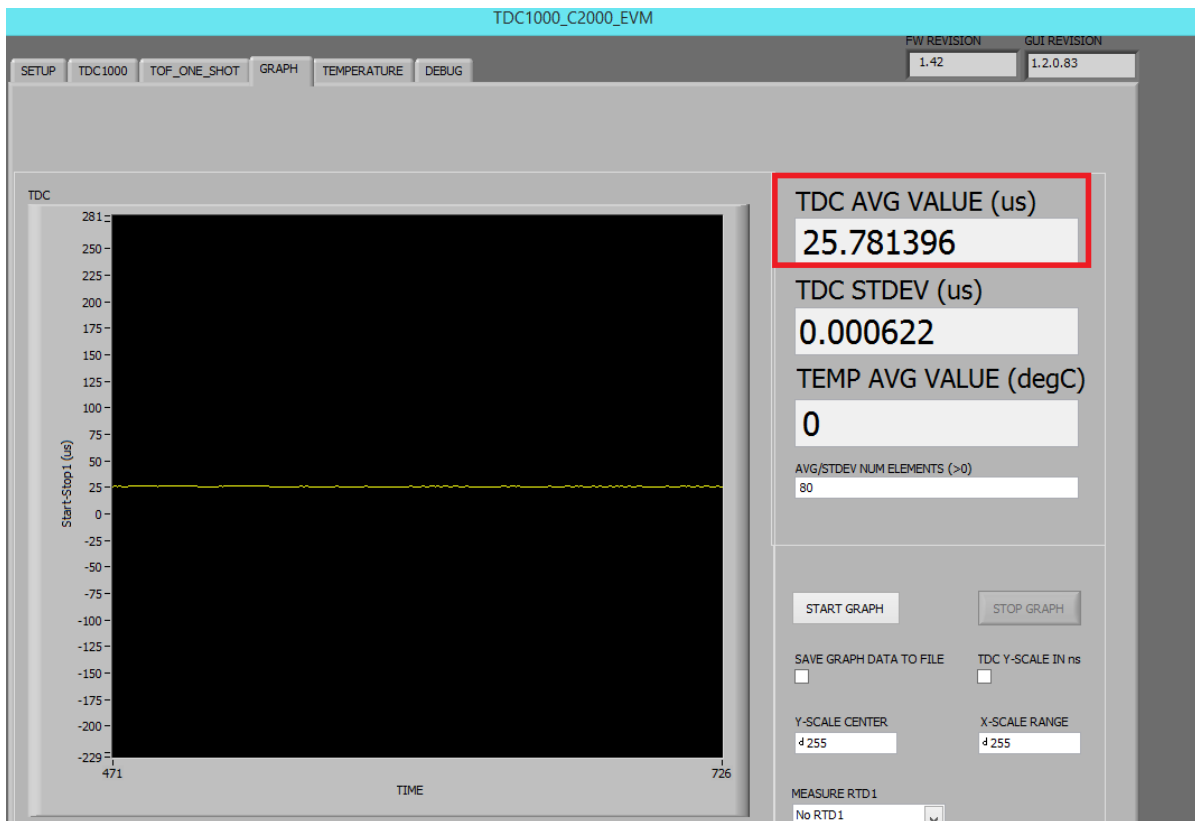 TDC1000_C2000_EVM
FW REVISION
GUI REVISION
1.42
1.2.0.83
SETUP
TDC1000
TOF_ONE_SHOT
GRAPH
TEMPERATURE
DEBUG
TDC
281
250
225
200
175
150
125
100
75
50
25
0
-25
-50
-75
-100
-125
-150
-175
-200
-229
Start-Stop1 (us)
471
726
TIME
TDC AVG VALUE (us)
25.781396
TDC STDEV (us)
0.000622
TEMP AVG VALUE (degC)
0
AVG/STDEV NUM ELEMENTS (>0)
80
START GRAPH
STOP GRAPH
SAVE GRAPH DATA TO FILE
TDC Y-SCALE IN ns
Y-SCALE CENTER
X-SCALE RANGE
d 255
d 255
MEASURE RTD1
No RTD1